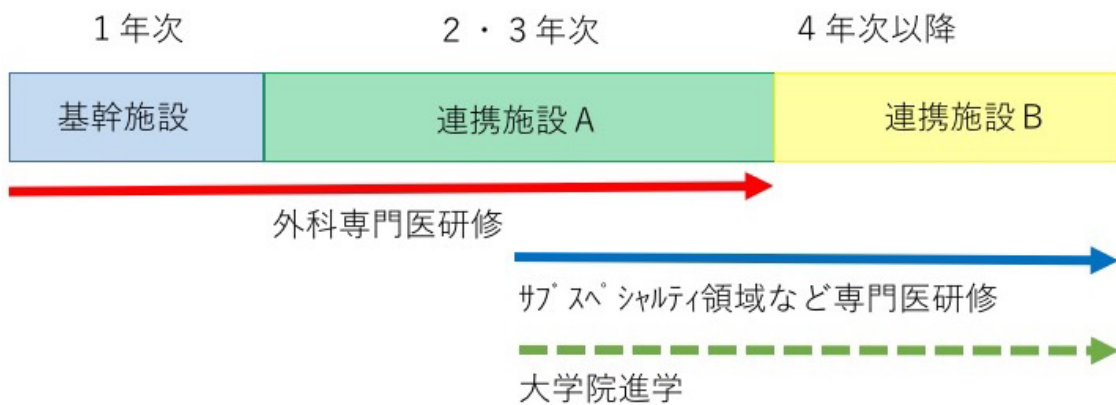 １年次 ２・３年次 ４年次以降
基幹施設 連携施設Ａ 連携施設Ｂ
外科専門医研修
ｻﾌﾞｽﾍﾟｼｬﾙﾃｨ領域など専門医研修
大学院進学